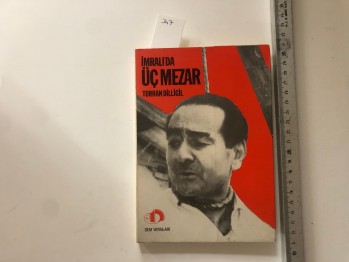 İMRALI'DA
ÜÇ MEZAR
TURHAN DİLLİGİL
DEM YAYINLARI